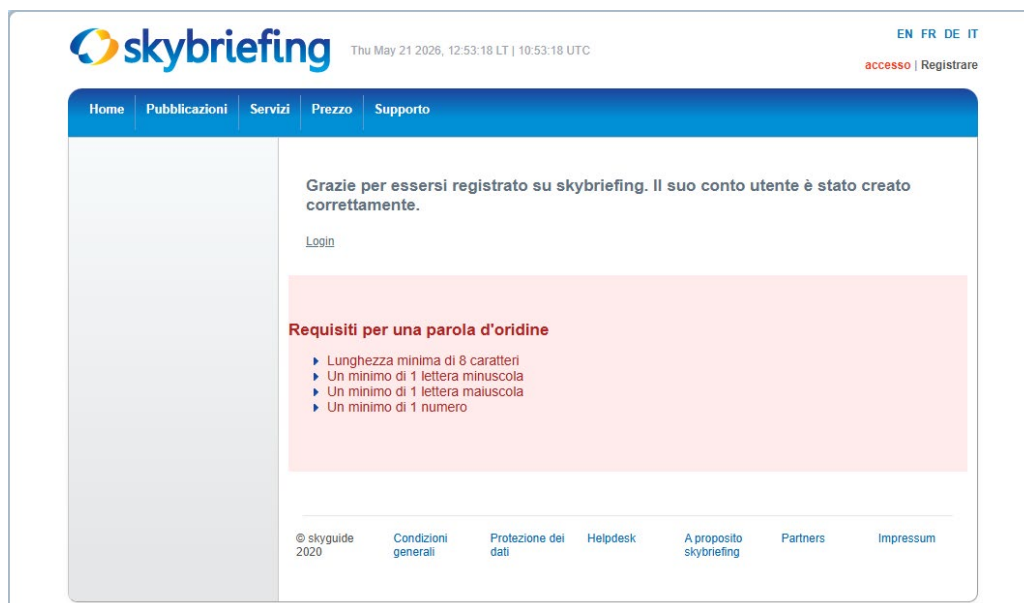 skybriefing
Thu May 21 2026, 12:53:18 LT | 10:53:18 UTC
EN FR DE IT
accesso | Registrare
Home Pubblicazioni Servizi Prezzo Supporto
Grazie per essersi registrato su skybriefing. Il suo conto utente è stato creato
correttamente.
Login
Requisiti per una parola d'oridine
Lunghezza minima di 8 caratteri
Un minimo di 1 lettera minuscola
Un minimo di 1 lettera maiuscola
Un minimo di 1 numero
© skyguide
2020
Condizioni
generali
Protezione dei
dati
Helpdesk
A proposito
skybriefing
Partners
Impressum